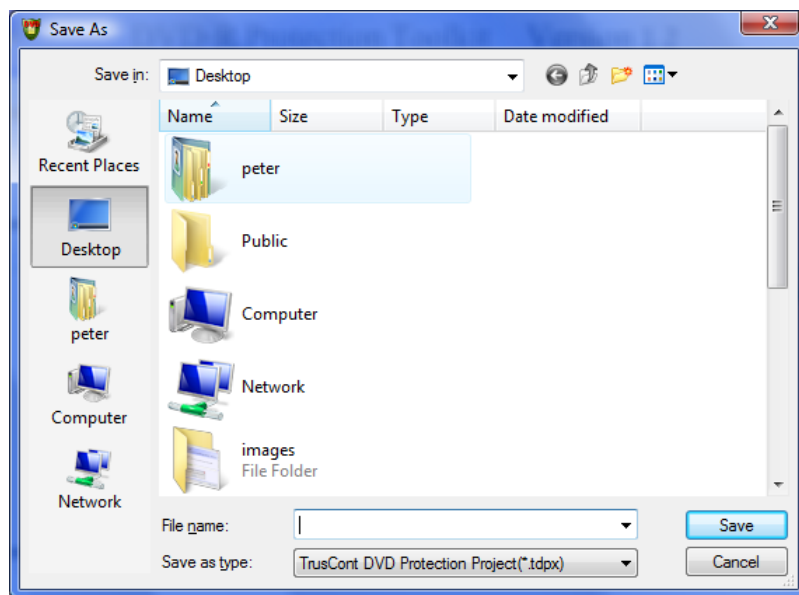 Save As
Save in:
Desktop
Name Size Type Date modified
Recent Places
Desktop
peter
Computer
Network
peter
Public
Computer
Network
images
File Folder
File name:
Save
Save as type:
TrusCont DVD Protection Project(*.tdpx)
Cancel